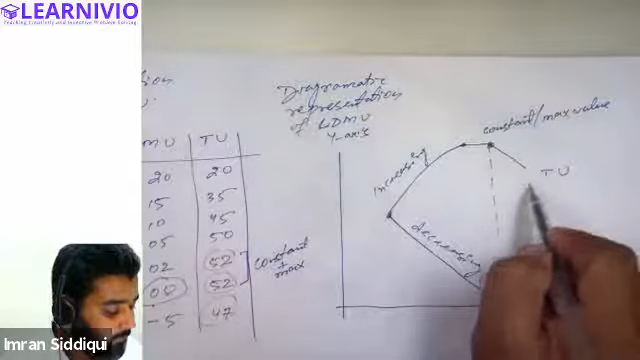 LEARNIVIO
Teaching Creativity and Inventive Problem Solving
MU TU
20 20
15 35
10 45
05 50
02 52
00 52
-5 47
constant
+
max
Diagramatic
representation
of LDMU
Y-axis
increasing
constant/max value
TU
decreasing
Imran Siddiqui